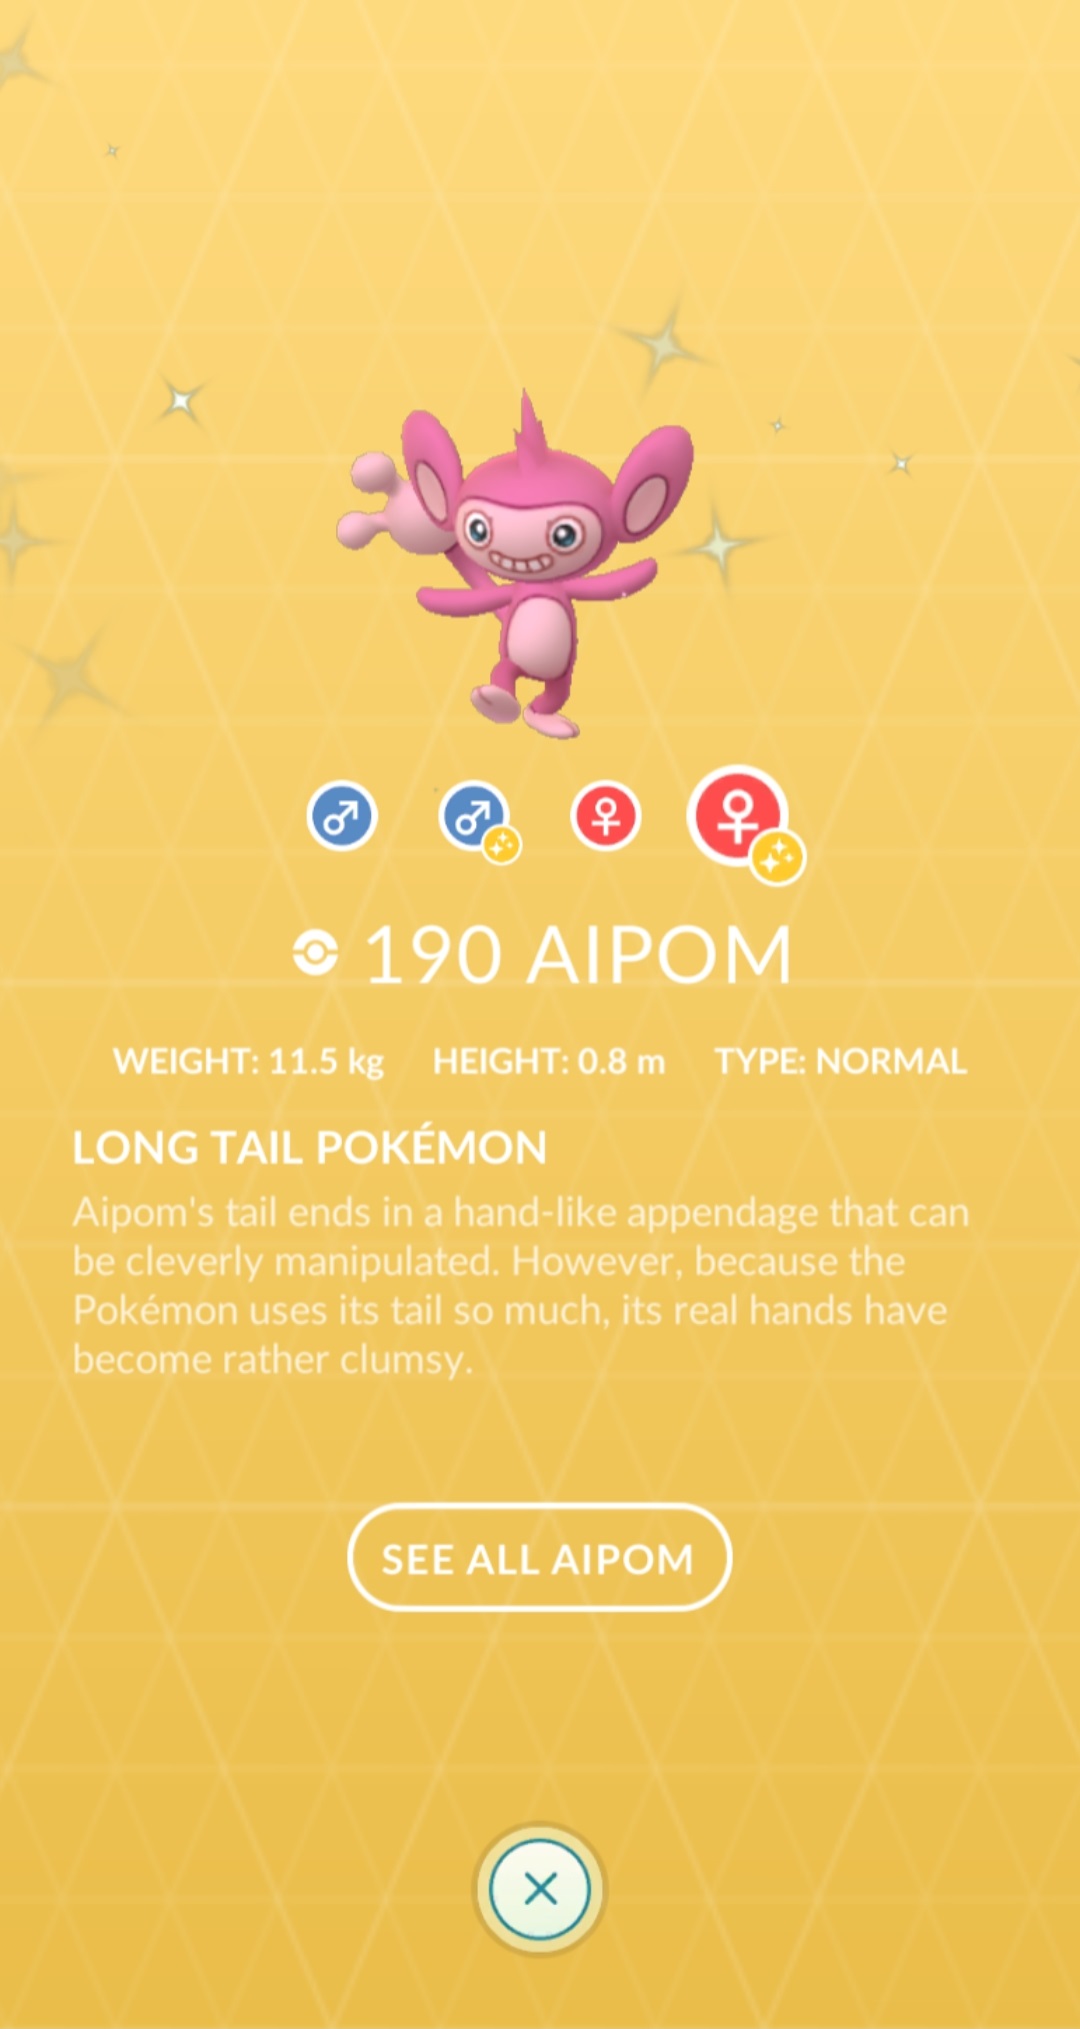 190 AIPOM
WEIGHT: 11.5 kg HEIGHT: 0.8 m TYPE: NORMAL
LONG TAIL POKÉMON
Aipom's tail ends in a hand-like appendage that can
be cleverly manipulated. However, because the
Pokémon uses its tail so much, its real hands have
become rather clumsy.
SEE ALL AIPOM